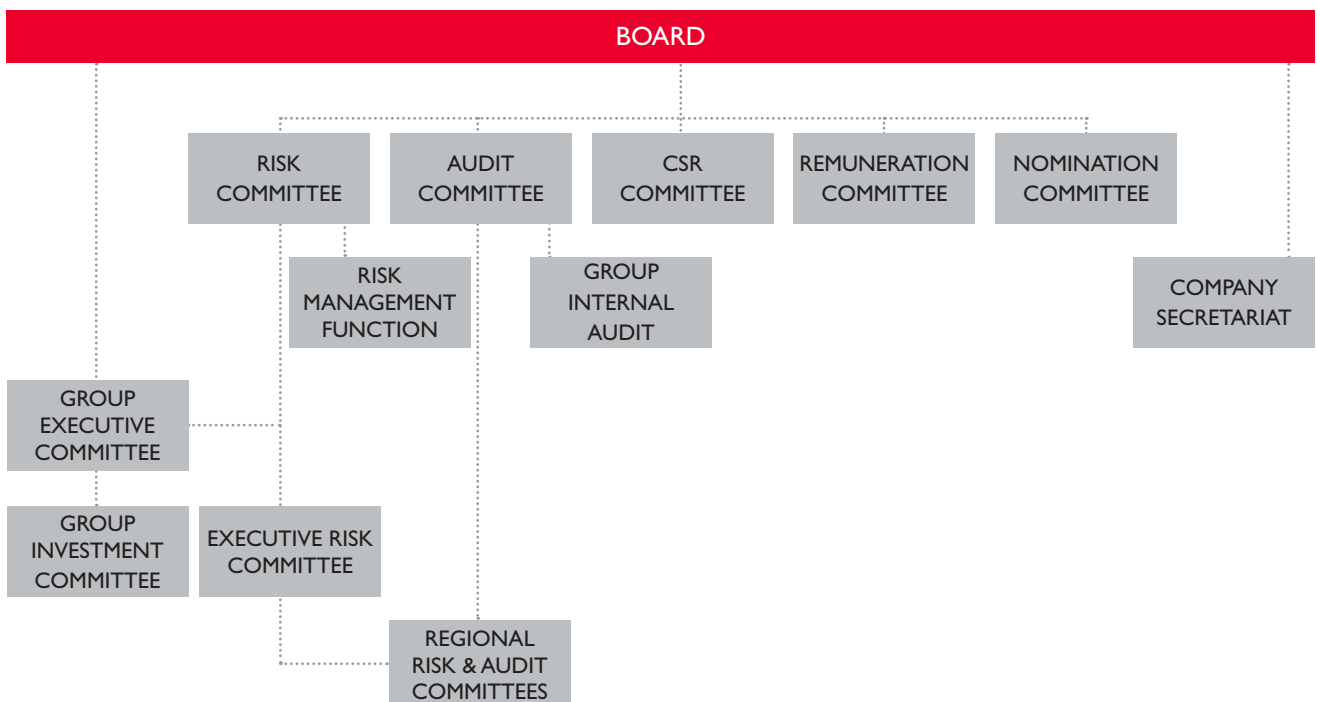 BOARD
RISK
COMMITTEE
AUDIT
COMMITTEE
CSR
COMMITTEE
REMUNERATION
COMMITTEE
NOMINATION
COMMITTEE
RISK
MANAGEMENT
FUNCTION
GROUP
INTERNAL
AUDIT
COMPANY
SECRETARIAT
GROUP
EXECUTIVE
COMMITTEE
GROUP
INVESTMENT
COMMITTEE
EXECUTIVE RISK
COMMITTEE
REGIONAL
RISK & AUDIT
COMMITTEES